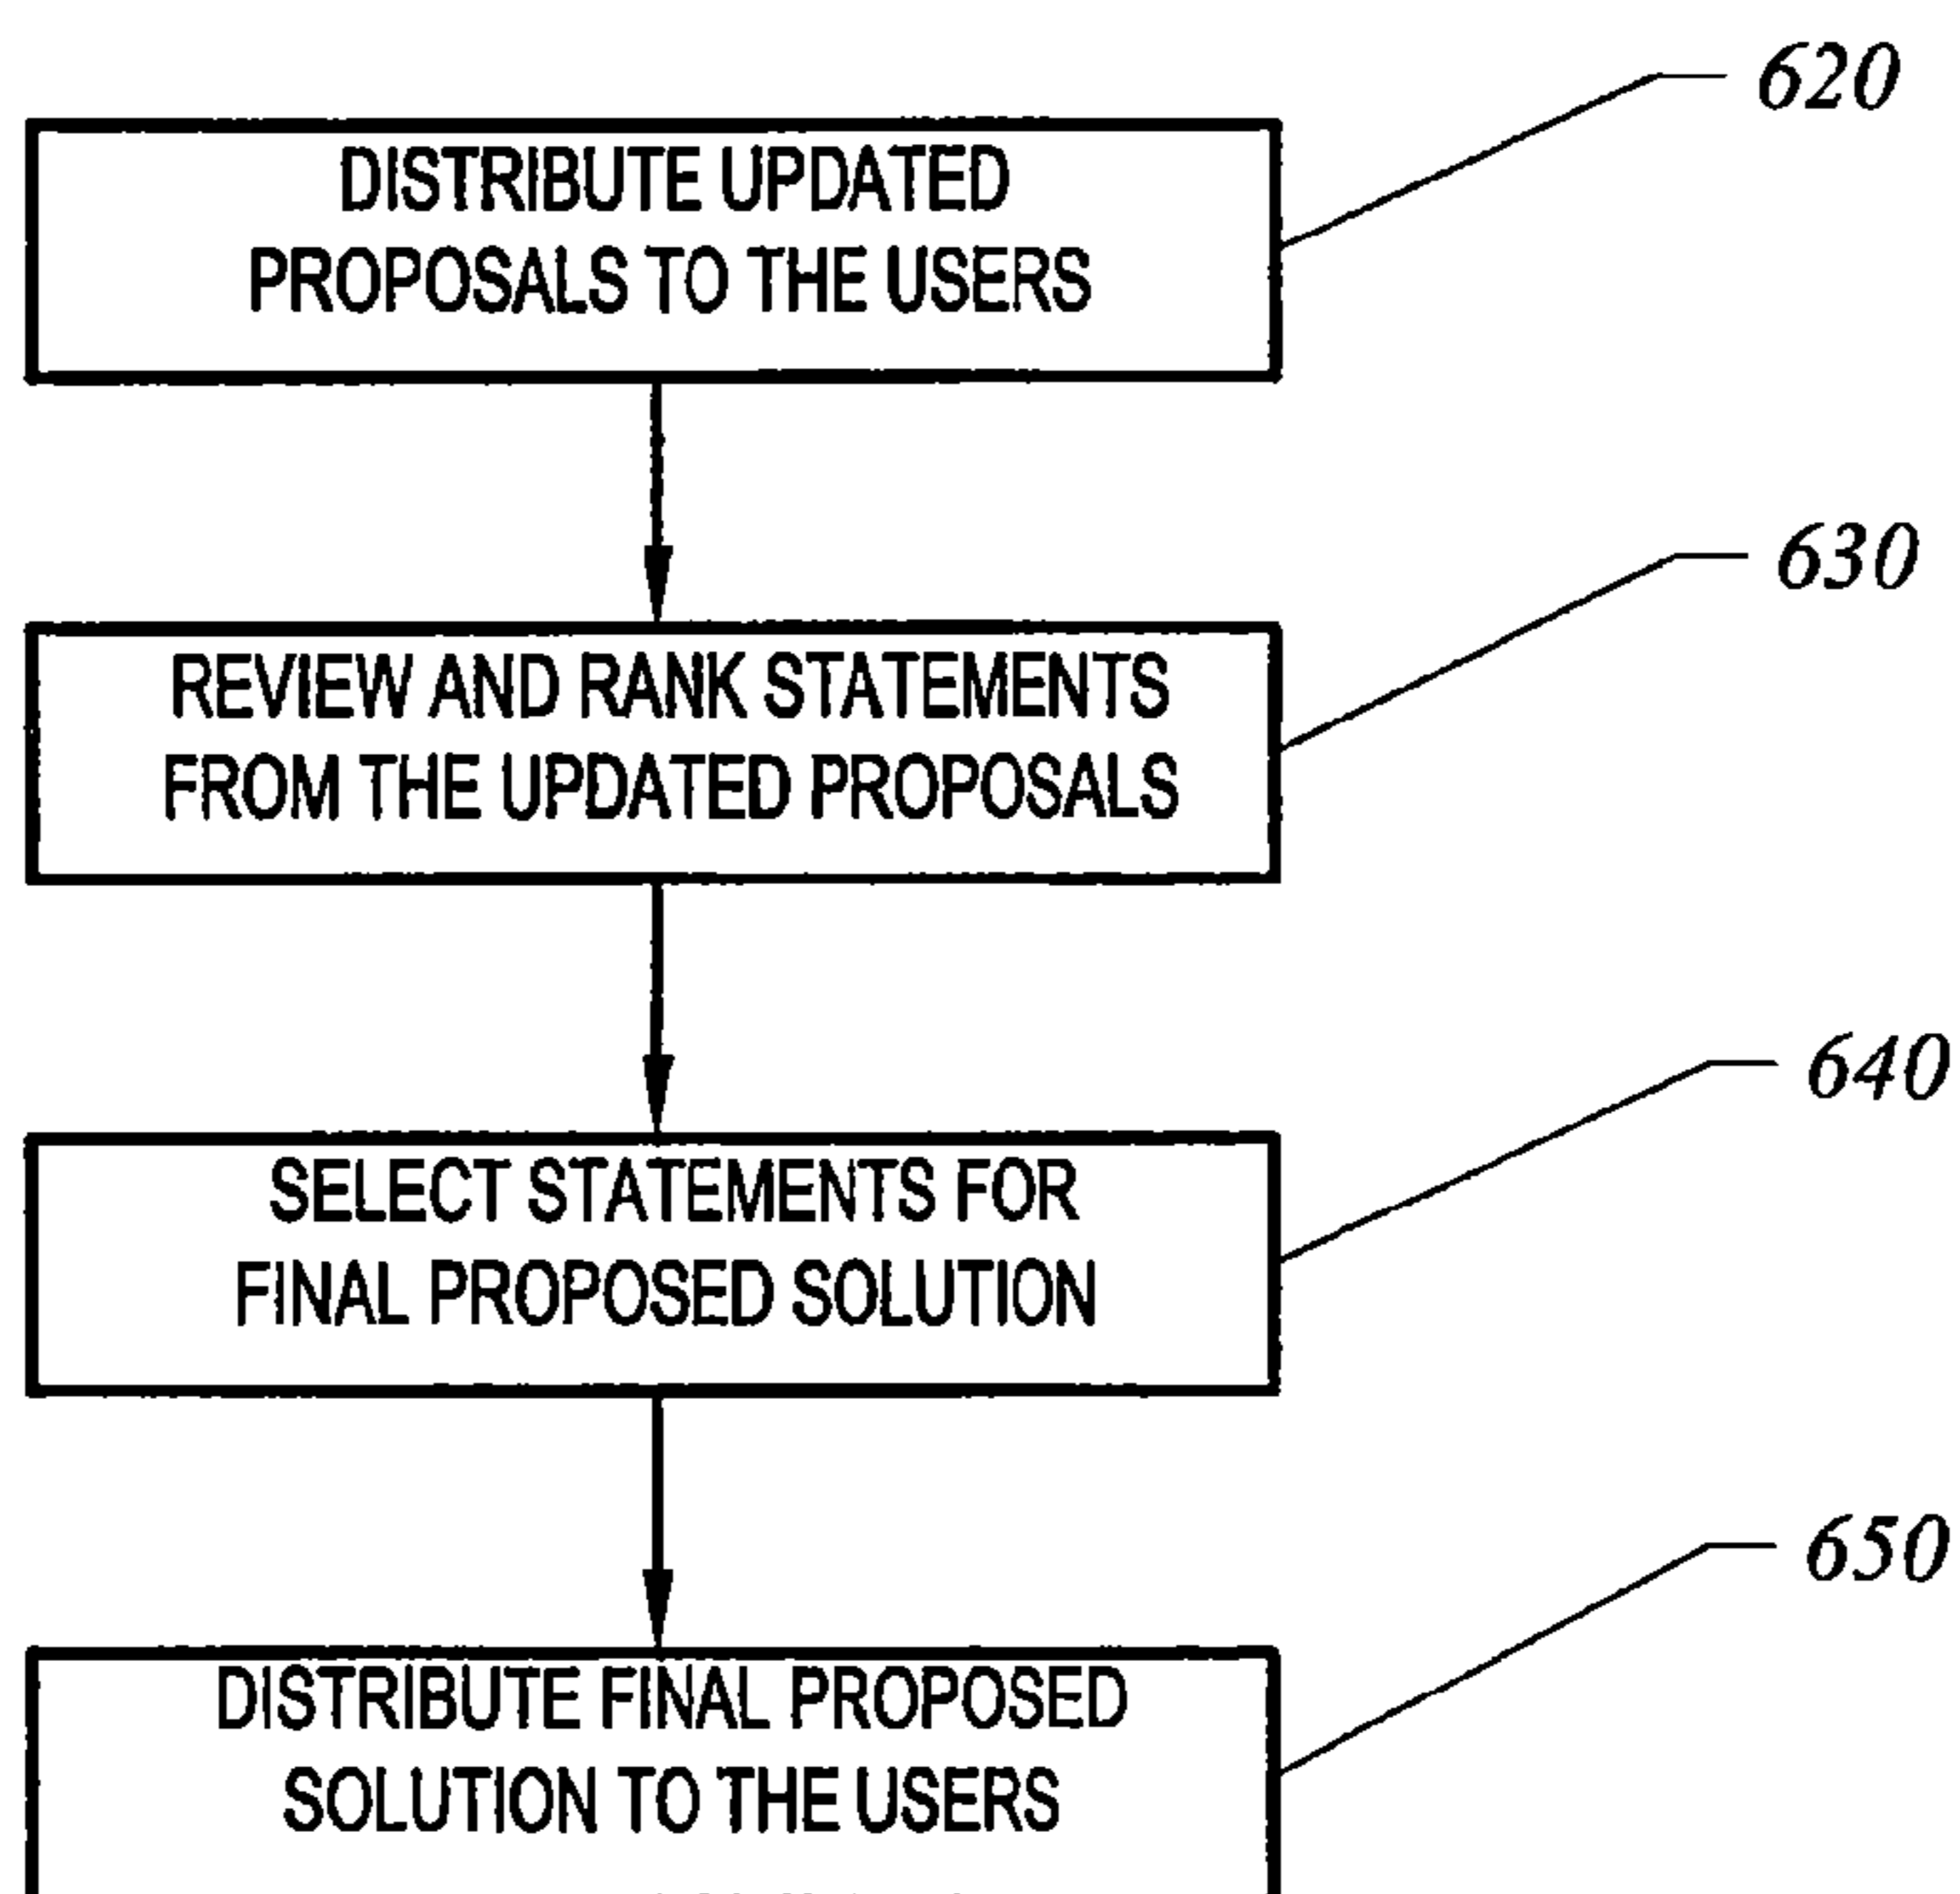 620
DISTRIBUTE UPDATED
PROPOSALS TO THE USERS
630
REVIEW AND RANK STATEMENTS
FROM THE UPDATED PROPOSALS
640
SELECT STATEMENTS FOR
FINAL PROPOSED SOLUTION
650
DISTRIBUTE FINAL PROPOSED
SOLUTION TO THE USERS